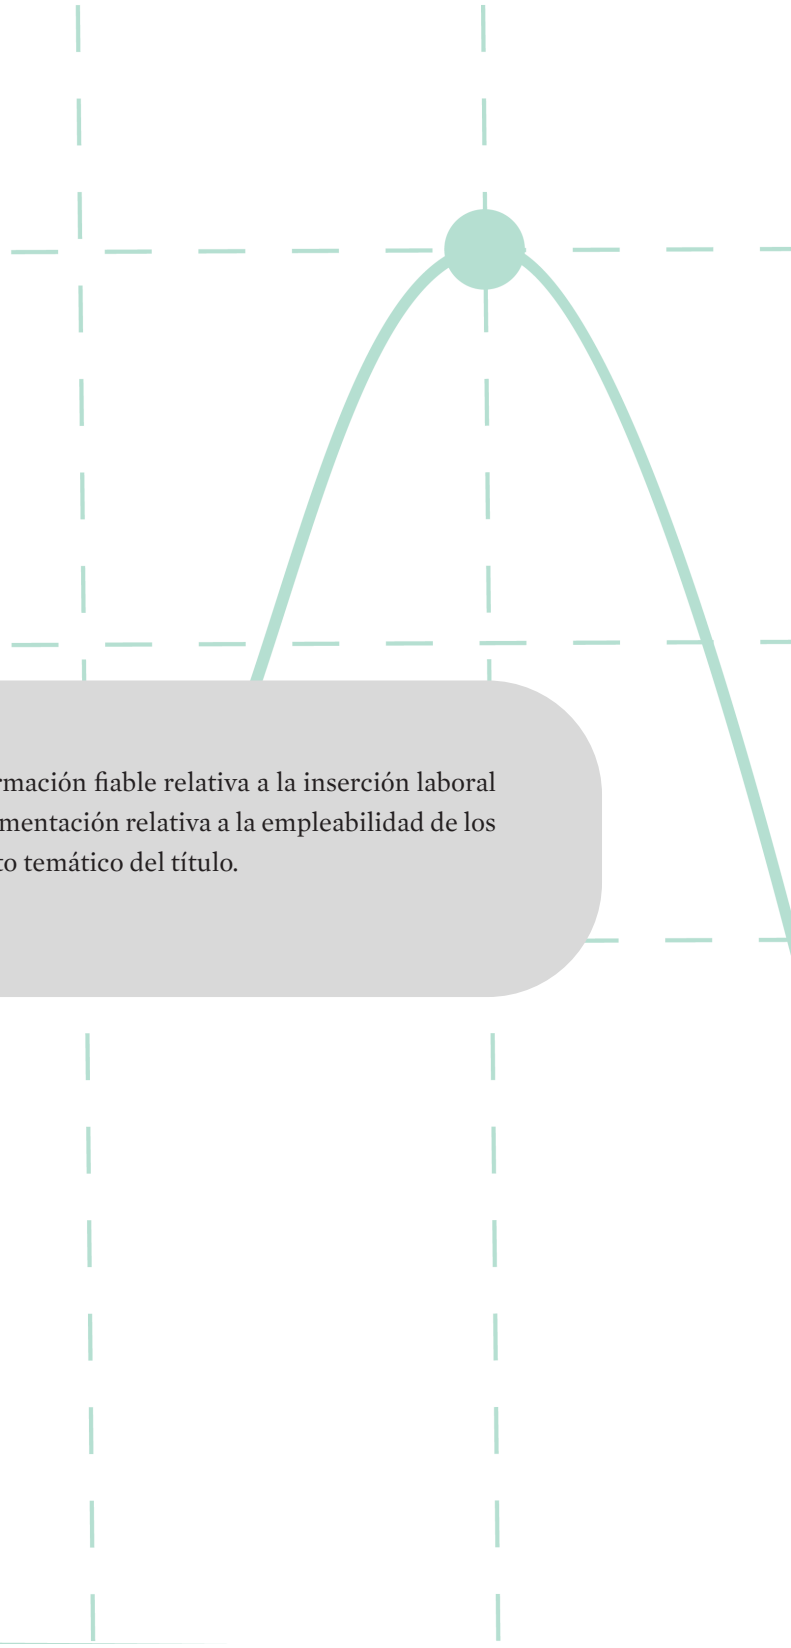 rmación fiable relativa a la inserción laboral
mentación relativa a la empleabilidad de los
to temático del título.